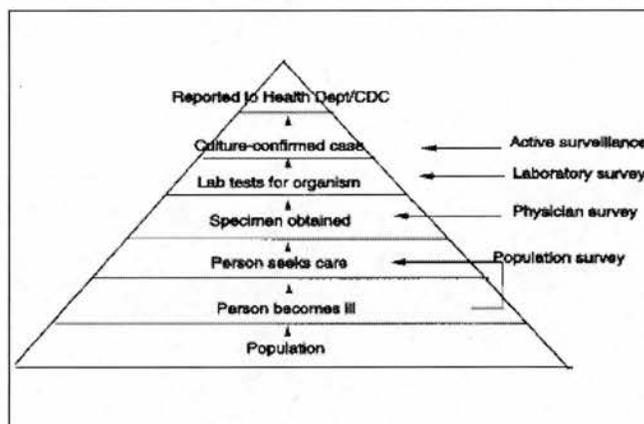 Reported to Health Dept/CDC
Culture-confirmed case
Active surveillance
Lab tests for organism
Laboratory survey
Specimen obtained
Physician survey
Person seeks care
Population survey
Person becomes ill
Population